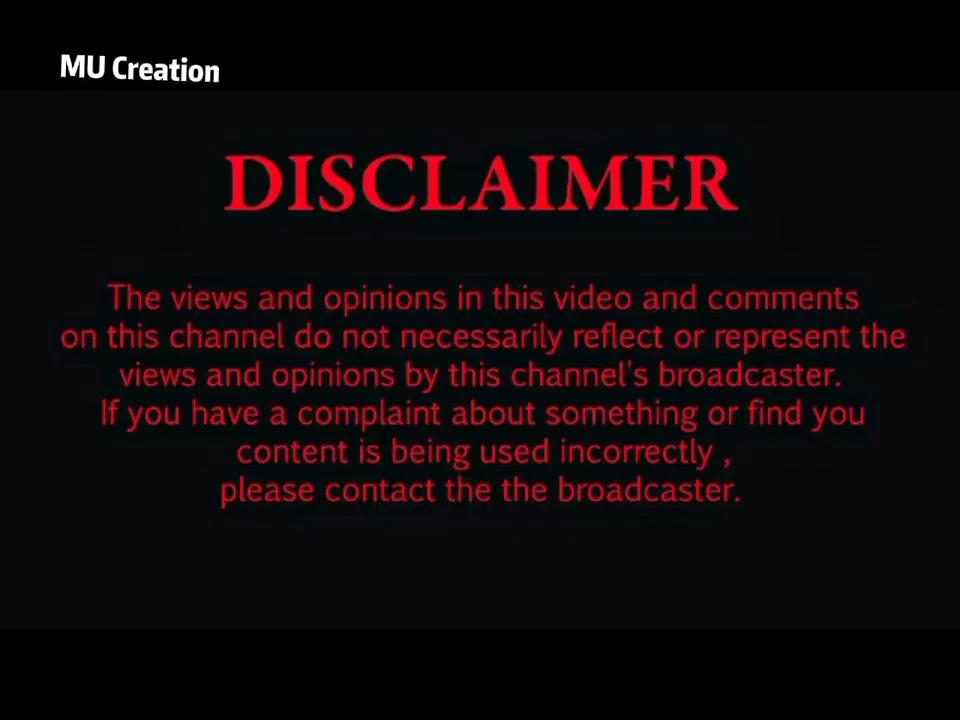 MU Creation
DISCLAIMER
The views and opinions in this video and comments
on this channel do not necessarily reflect or represent the
views and opinions by this channel's broadcaster.
If you have a complaint about something or find you
content is being used incorrectly ,
please contact the the broadcaster.